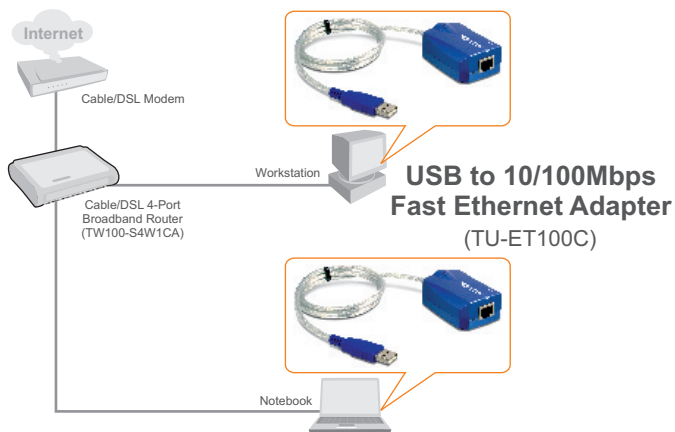 Internet
Cable/DSL Modem
Workstation
USB to 10/100Mbps
Fast Ethernet Adapter
(TU-ET100C)
Cable/DSL 4-Port
Broadband Router
(TW100-S4W1CA)
Notebook